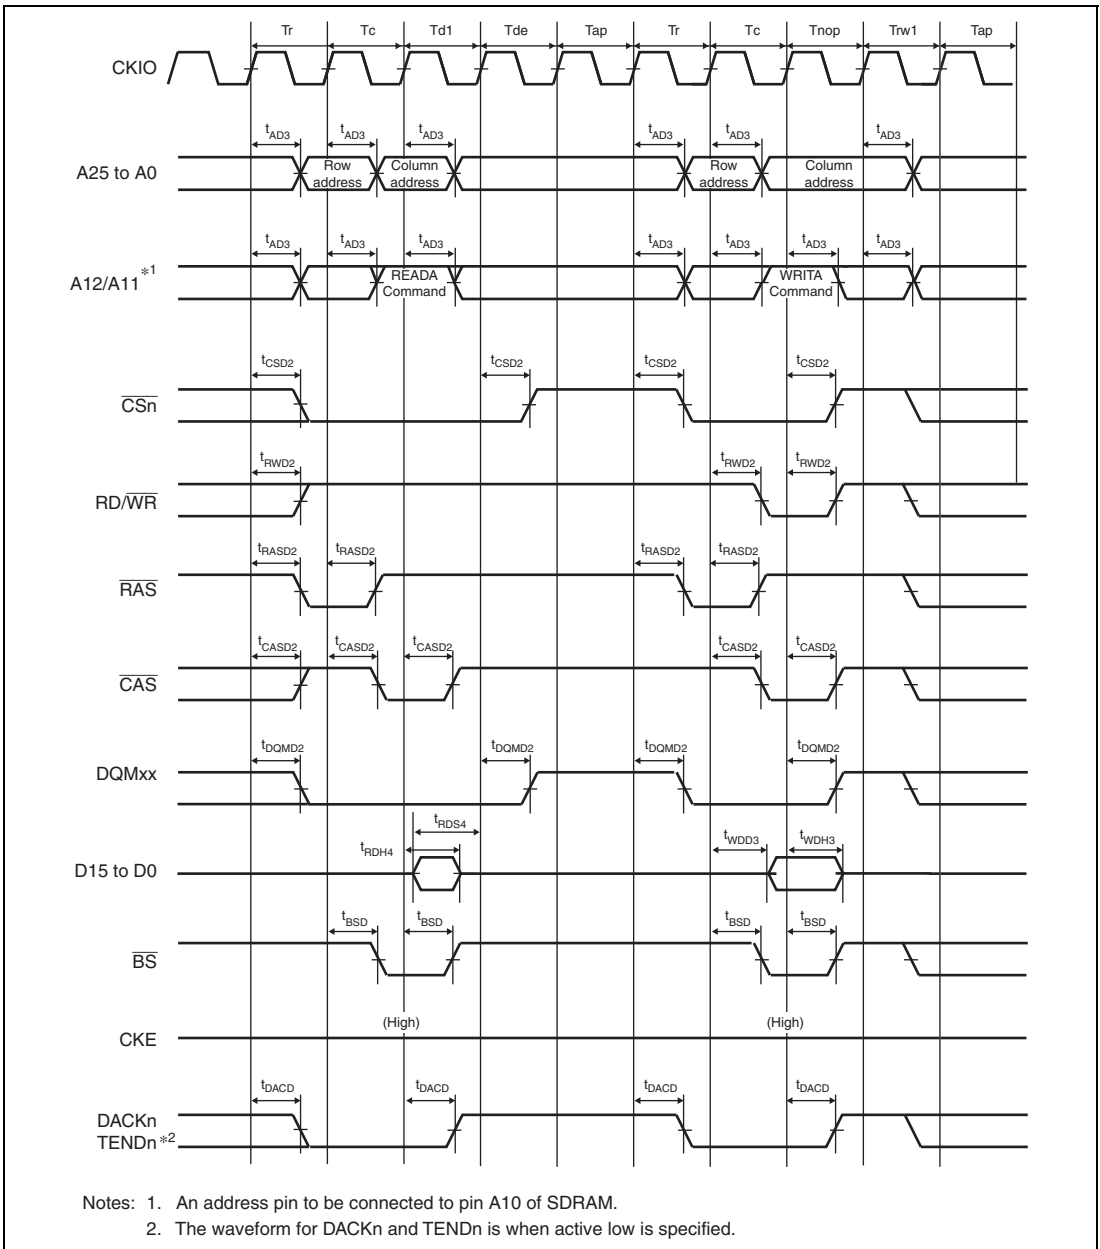 Tr Tc Td1 Tde Tap Tr Tc Tnop Trw1 Tap
CKIO
tAD3 tAD3 tAD3 tAD3 tAD3 tAD3
A25 to A0
Row address
Column address
Row address
Column address
tAD3 tAD3 tAD3 tAD3 tAD3 tAD3 tAD3
A12/A11 *1
READA Command
WRITA Command
tCSD2 tCSD2 tCSD2 tCSD2
CSn
tRWD2 tRWD2 tRWD2
RD/WR
tRASD2 tRASD2 tRASD2 tRASD2
RAS
tCASD2 tCASD2 tCASD2 tCASD2 tCASD2
CAS
tDQMD2 tDQMD2 tDQMD2 tDQMD2
DQMxx
tRDS4
tRDH4 tWDD3 tWDH3
D15 to D0
tBSD tBSD tBSD tBSD
BS
(High) (High)
CKE
tDACD tDACD tDACD tDACD
DACKn
TENDn *2
Notes: 1. An address pin to be connected to pin A10 of SDRAM.
2. The waveform for DACKn and TENDn is when active low is specified.